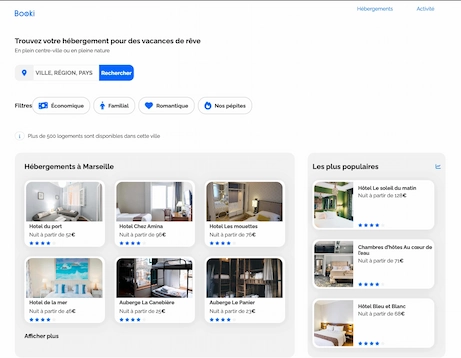 Booki
Hébergements
Activité
Trouvez votre hébergement pour des vacances de rêve
En plein centre-ville ou en pleine nature
VILLE, RÉGION, PAYS
Rechercher
Filtres
Économique
Familial
Romantique
Nos pépites
Plus de 500 logements sont disponibles dans cette ville
Hébergements à Marseille
Hotel du port
Nuit à partir de 52€
Hotel Chez Amina
Nuit à partir de 96€
Hotel Les mouettes
Nuit à partir de 76€
Hotel de la mer
Nuit à partir de 46€
Auberge La Canebière
Nuit à partir de 25€
Auberge Le Panier
Nuit à partir de 23€
Afficher plus
Les plus populaires
Hôtel Le soleil du matin
Nuit à partir de 128€
Chambres d'hôtes Au cœur de
l'eau
Nuit à partir de 71€
Hôtel Bleu et Blanc
Nuit à partir de 68€